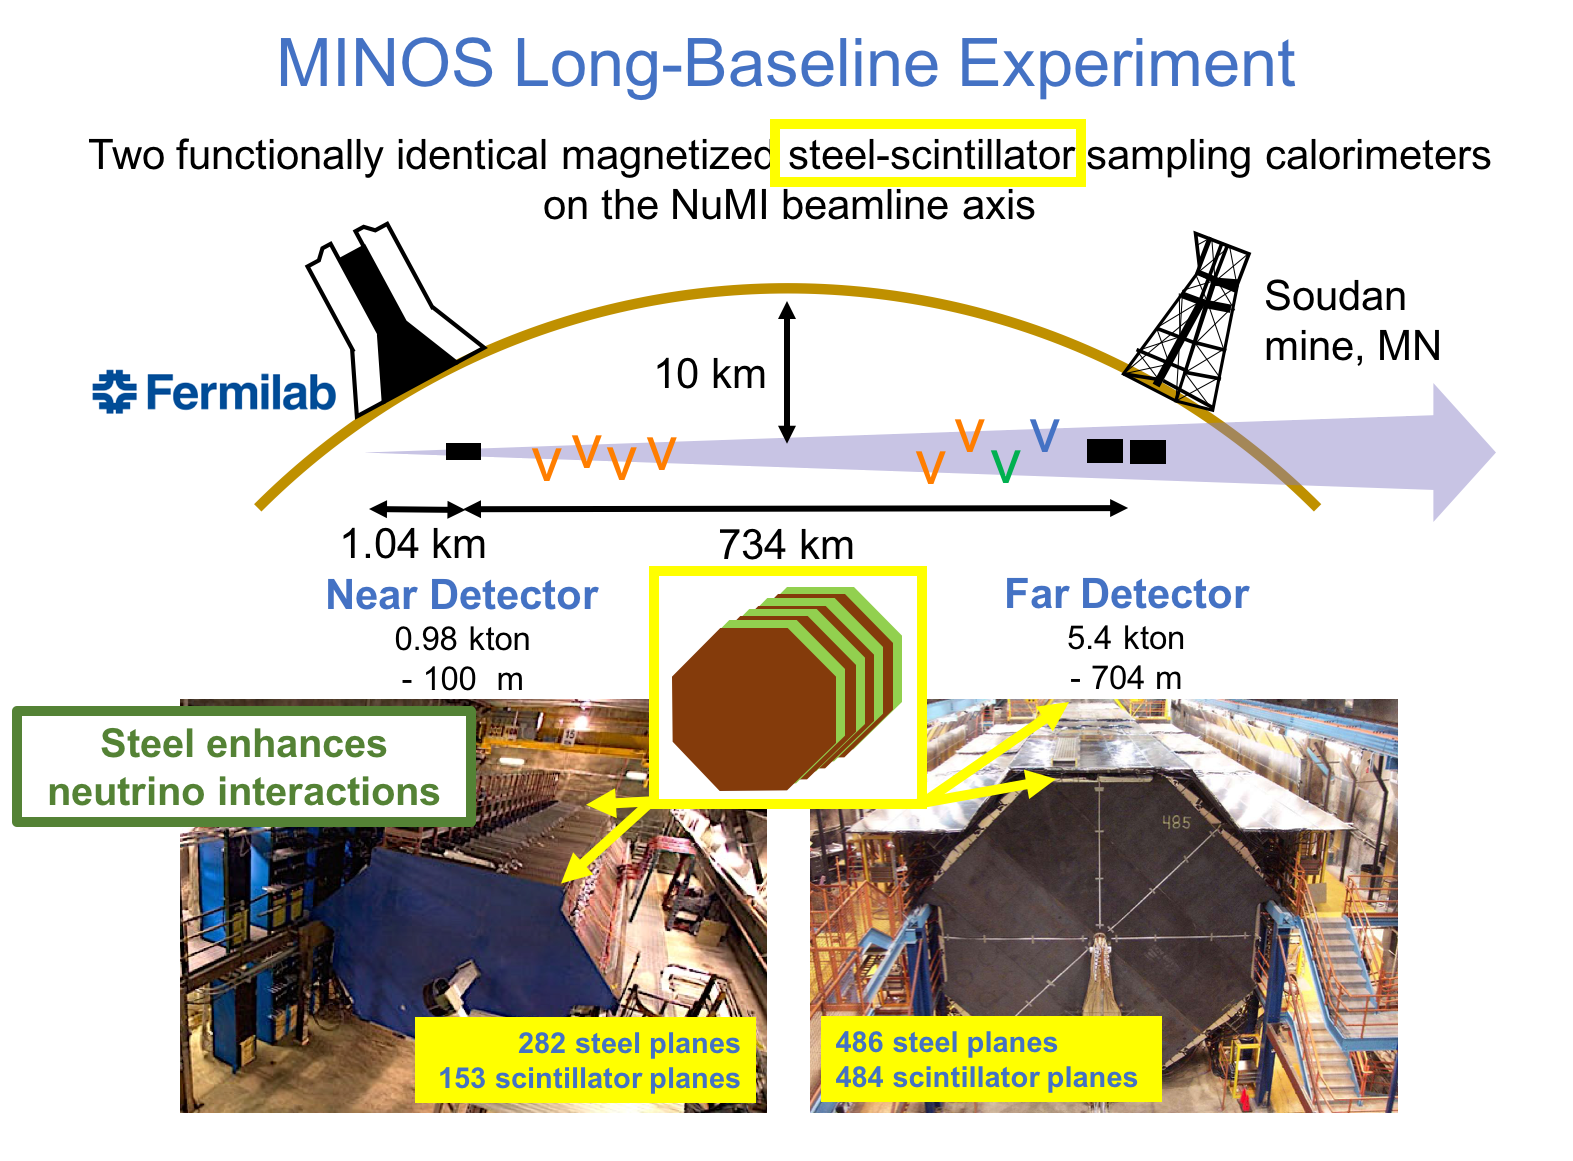 MINOS Long-Baseline Experiment
Two functionally identical magnetized steel-scintillator sampling calorimeters
on the NuMI beamline axis
Soudan
mine, MN
10 km
Fermilab
ν ν ν ν
ν ν ν ν
1.04 km
734 km
Near Detector
0.98 kton
- 100 m
Far Detector
5.4 kton
- 704 m
Steel enhances
neutrino interactions
15
485
282 steel planes
153 scintillator planes
486 steel planes
484 scintillator planes